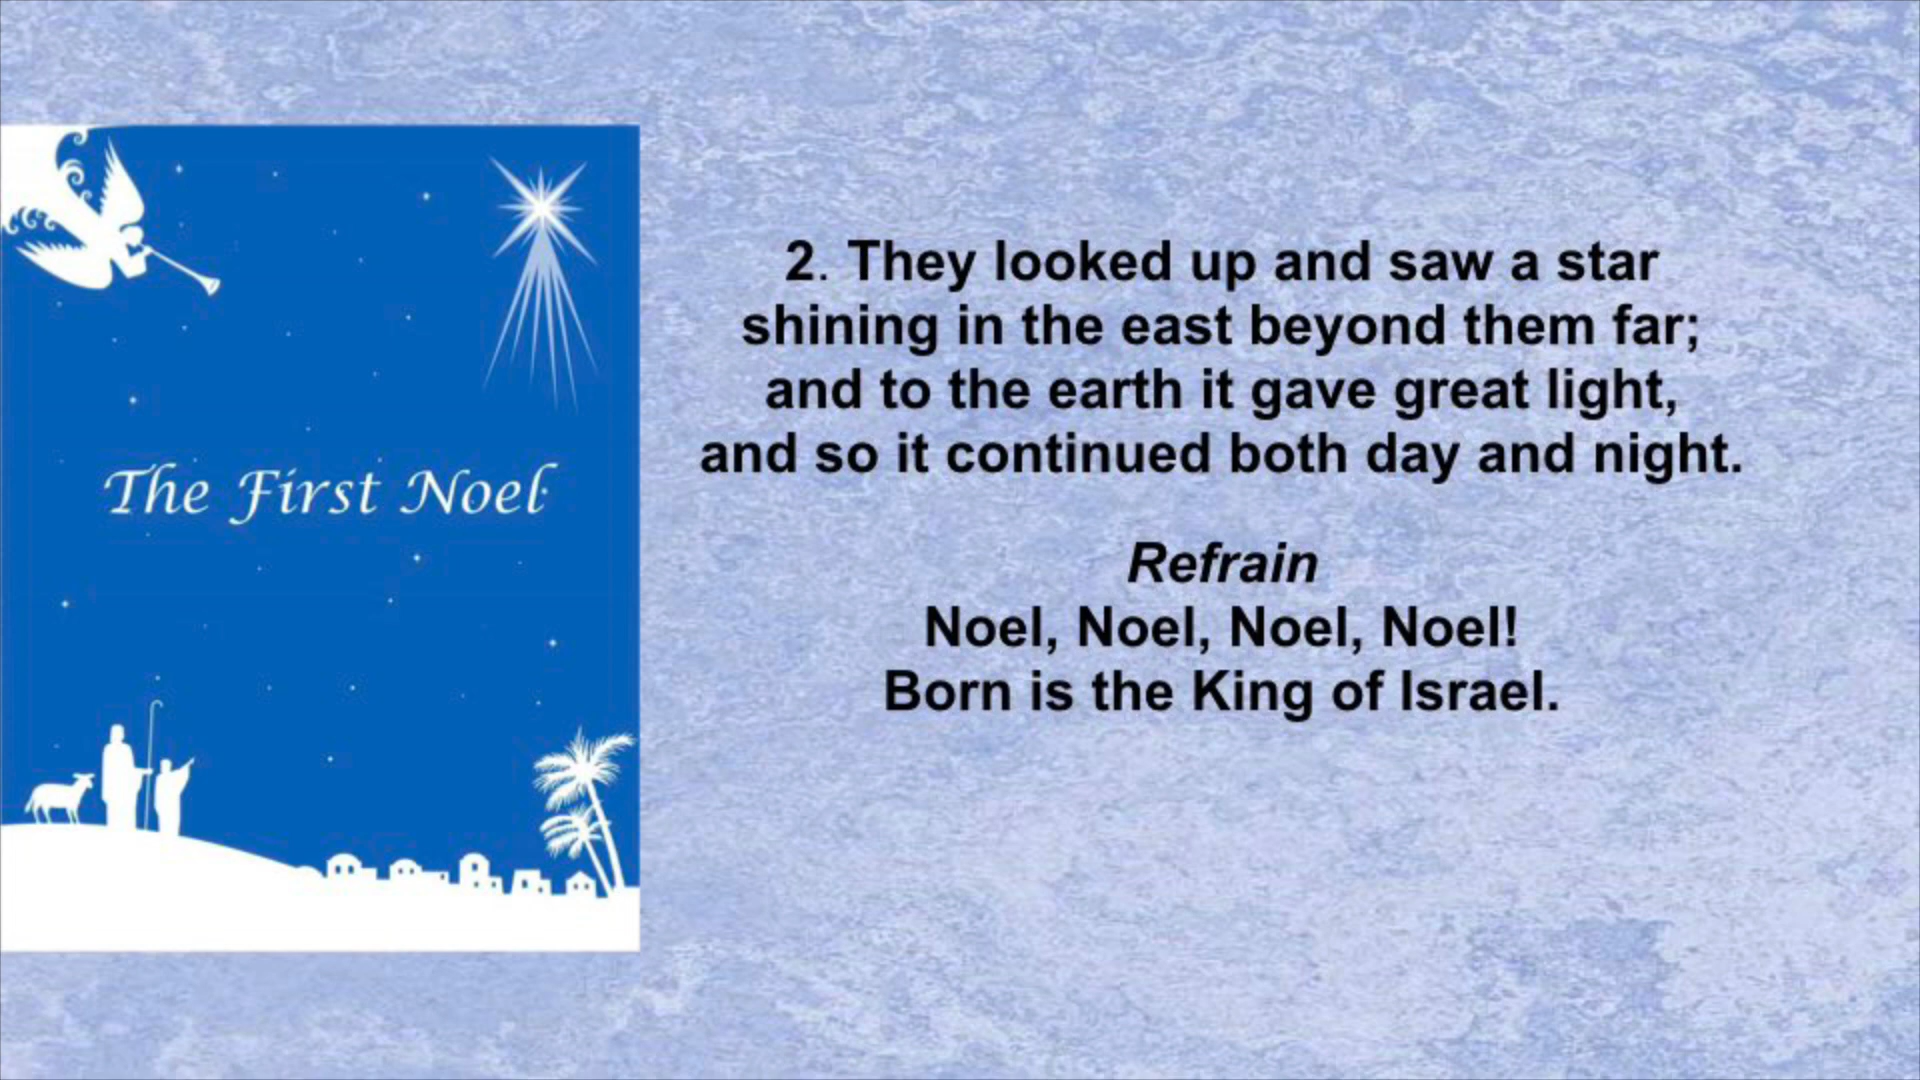 The First Noel
2. They looked up and saw a star
shining in the east beyond them far;
and to the earth it gave great light,
and so it continued both day and night.
Refrain
Noel, Noel, Noel, Noel!
Born is the King of Israel.